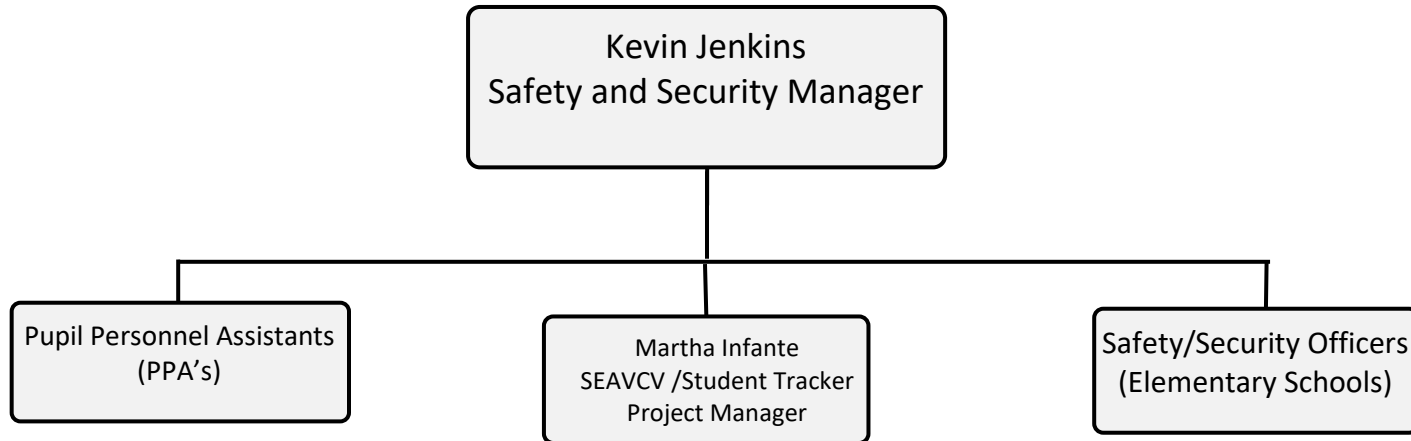 Kevin Jenkins
Safety and Security Manager
Pupil Personnel Assistants
(PPA’s)
Martha Infante
SEAVCV /Student Tracker
Project Manager
Safety/Security Officers
(Elementary Schools)